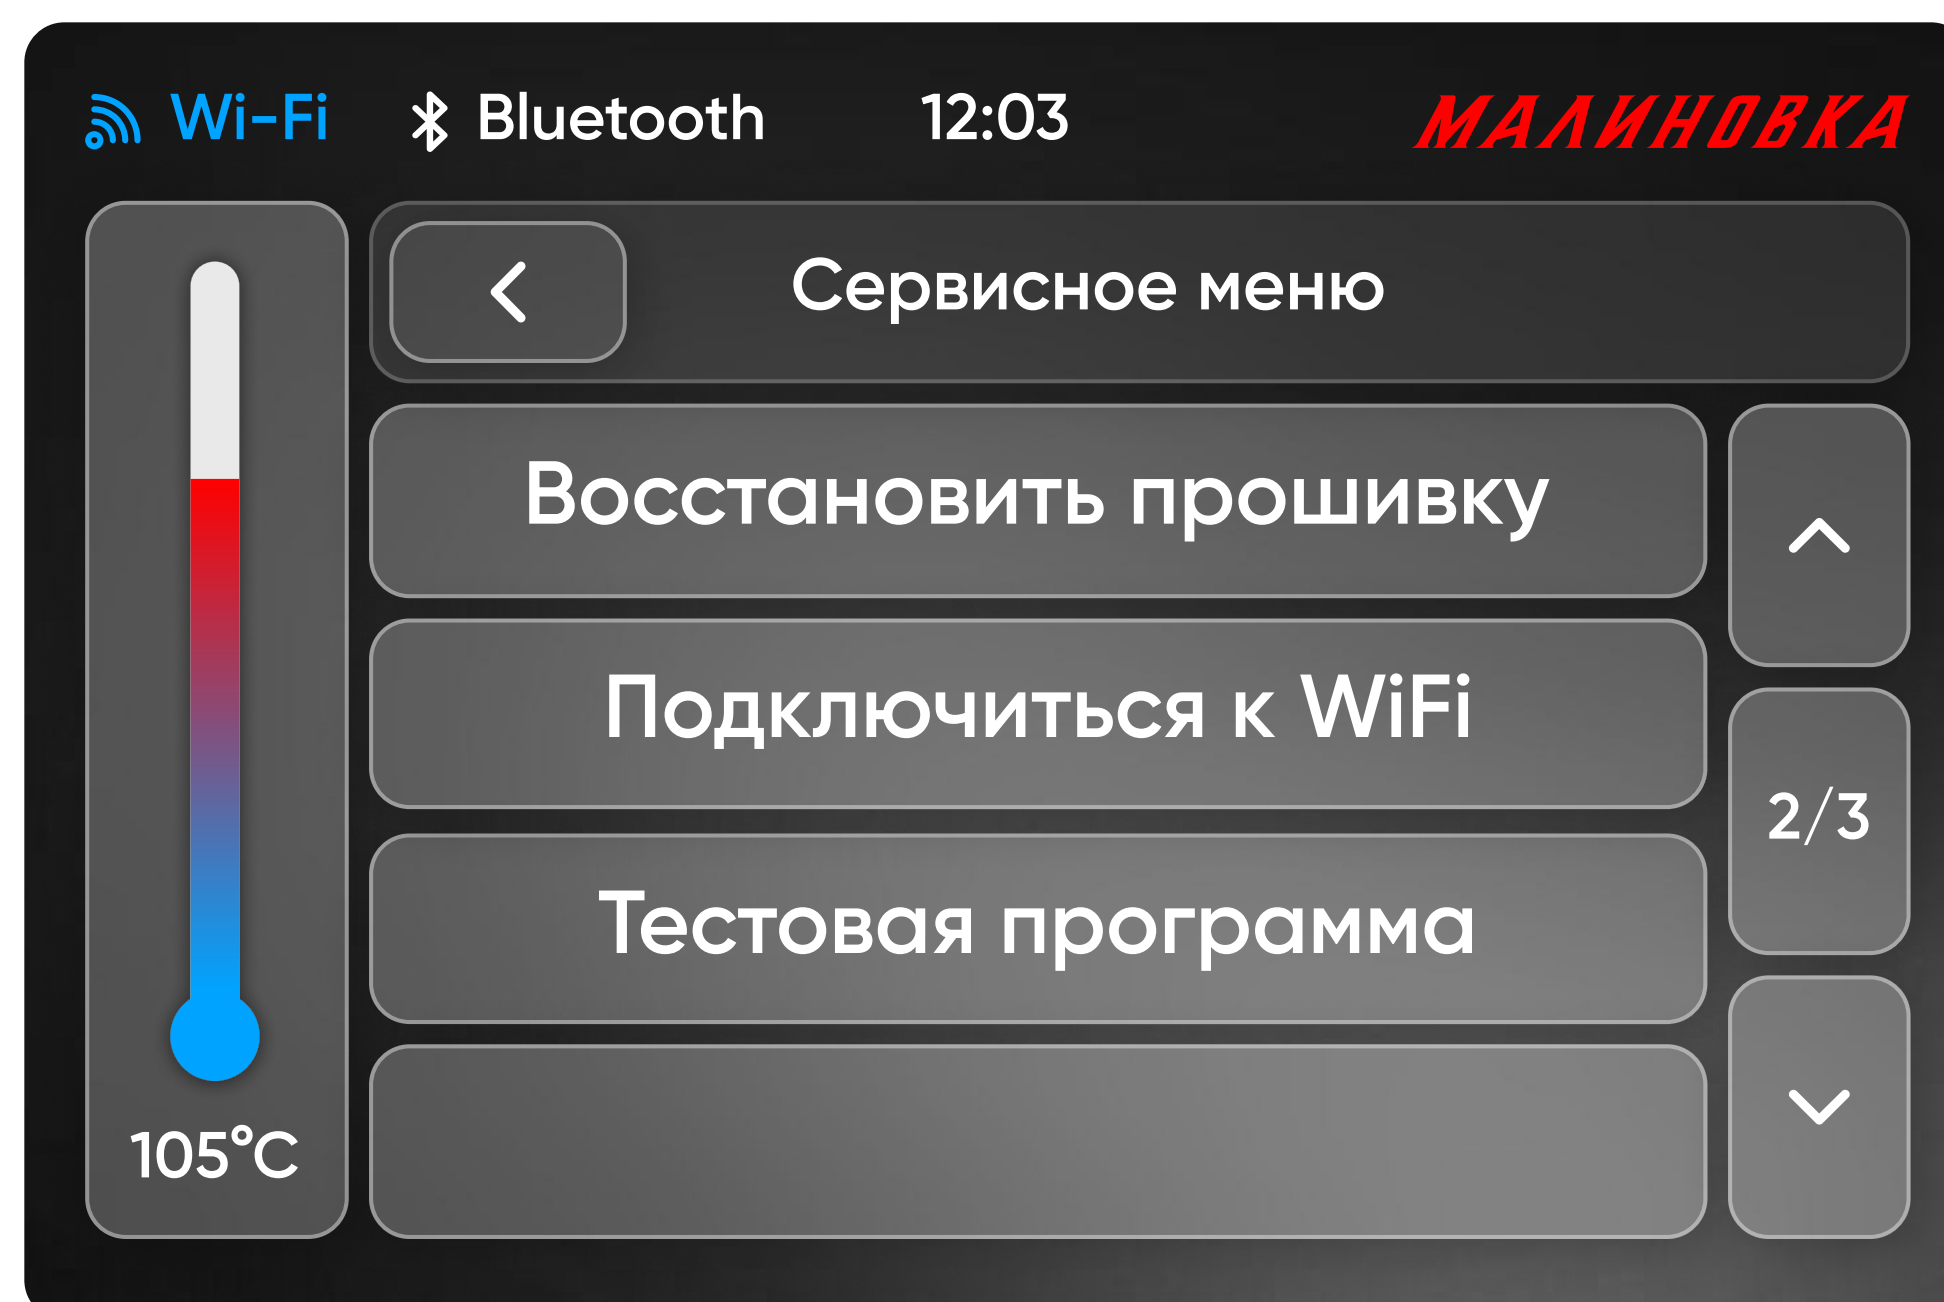 Wi-Fi Bluetooth 12:03 МАЛИНОВКА
Сервисное меню
Восстановить прошивку
Подключиться к WiFi
2/3
Тестовая программа
105°C